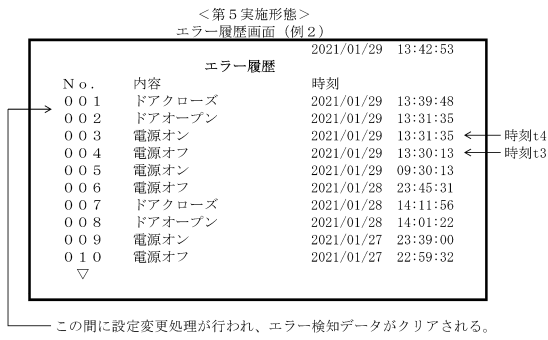 ＜第５実施形態＞
エラー履歴画面（例２）
2021/01/29 13:42:53
エラー履歴
Ｎｏ． 内容 時刻
００１ ドアクローズ 2021/01/29 13:39:48
００２ ドアオープン 2021/01/29 13:31:35
００３ 電源オン 2021/01/29 13:31:35 時刻t4
００４ 電源オフ 2021/01/29 13:30:13 時刻t3
００５ 電源オン 2021/01/29 09:30:13
００６ 電源オフ 2021/01/28 23:45:31
００７ ドアクローズ 2021/01/28 14:11:56
００８ ドアオープン 2021/01/28 14:01:22
００９ 電源オン 2021/01/27 23:39:00
０１０ 電源オフ 2021/01/27 22:59:32
▽
この間に設定変更処理が行われ、エラー検知データがクリアされる。